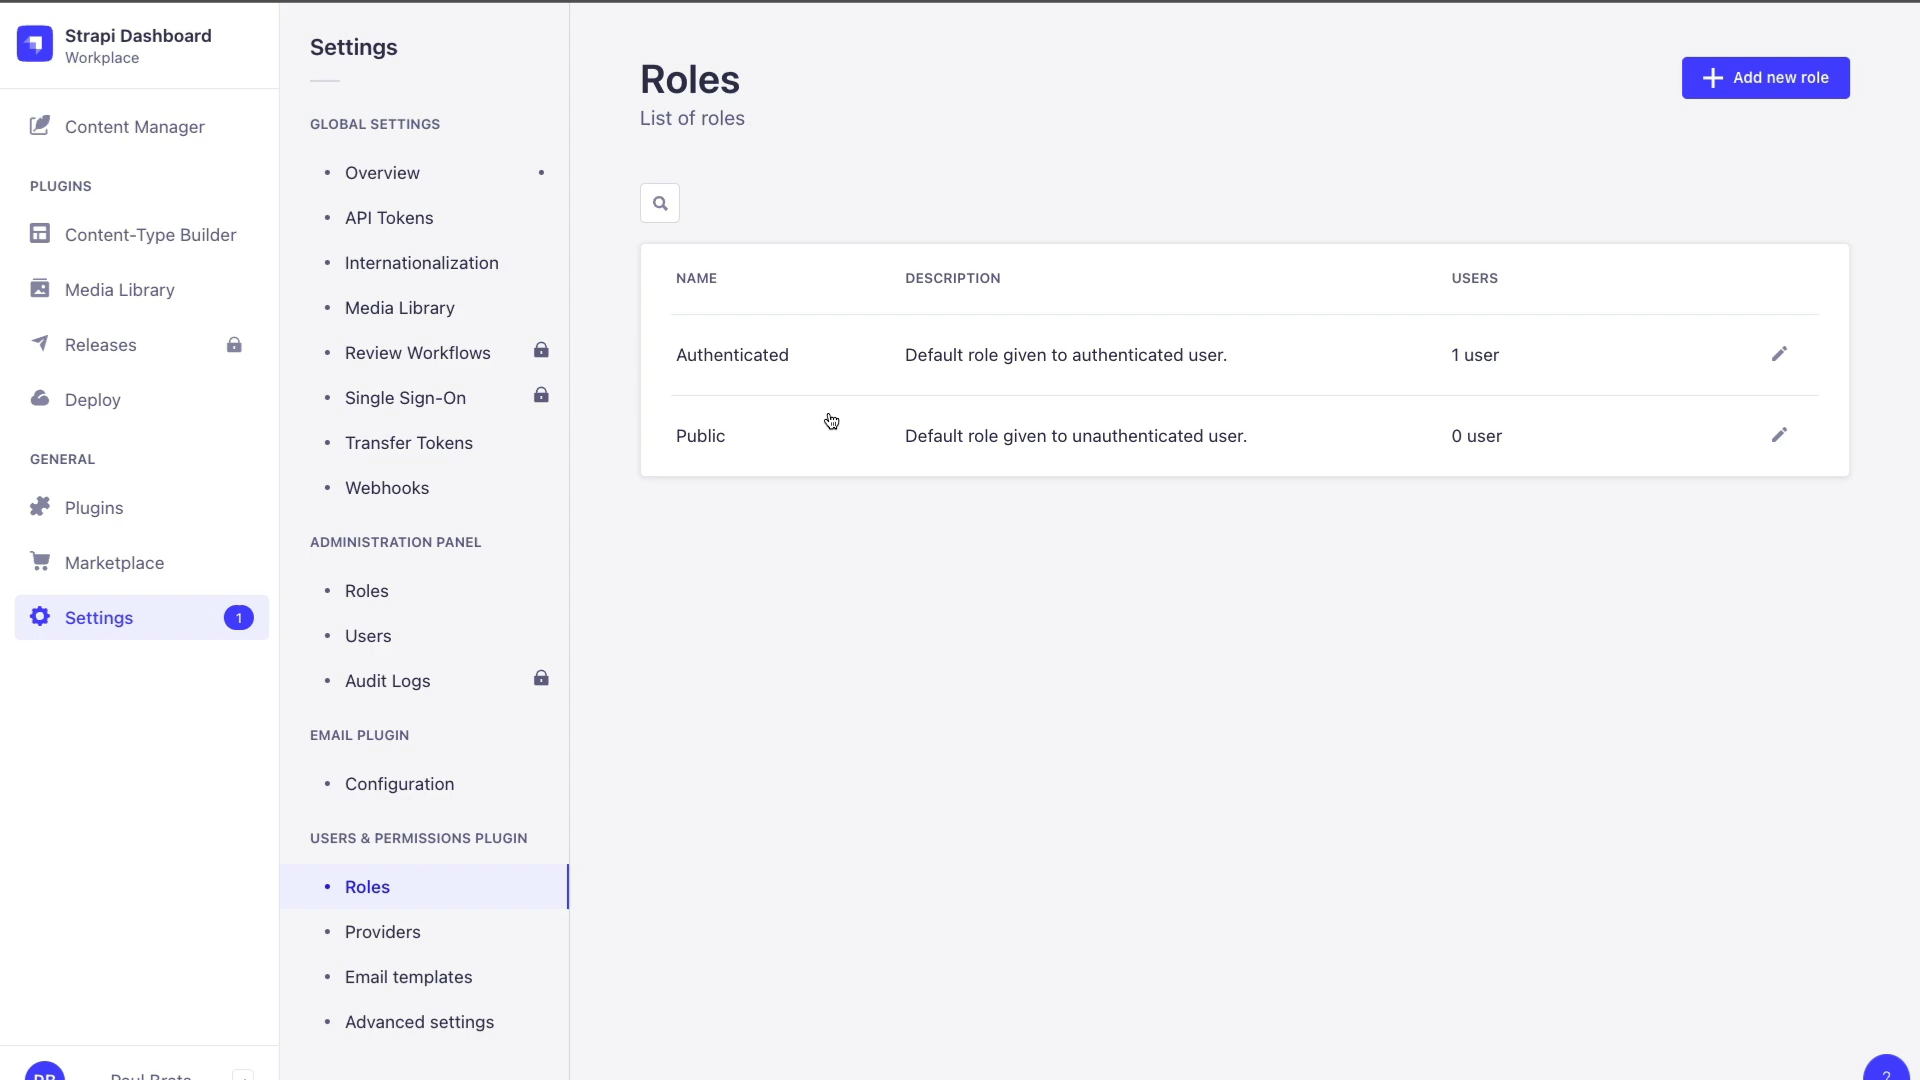 Strapi Dashboard
Workplace
Content Manager
PLUGINS
Content-Type Builder
Media Library
Releases
Deploy
GENERAL
Plugins
Marketplace
Settings 1
Settings
GLOBAL SETTINGS
Overview
API Tokens
Internationalization
Media Library
Review Workflows
Single Sign-On
Transfer Tokens
Webhooks
ADMINISTRATION PANEL
Roles
Users
Audit Logs
EMAIL PLUGIN
Configuration
USERS & PERMISSIONS PLUGIN
Roles
Providers
Email templates
Advanced settings
Roles
List of roles
Add new role
NAME DESCRIPTION USERS
Authenticated Default role given to authenticated user. 1 user
Public Default role given to unauthenticated user. 0 user
?